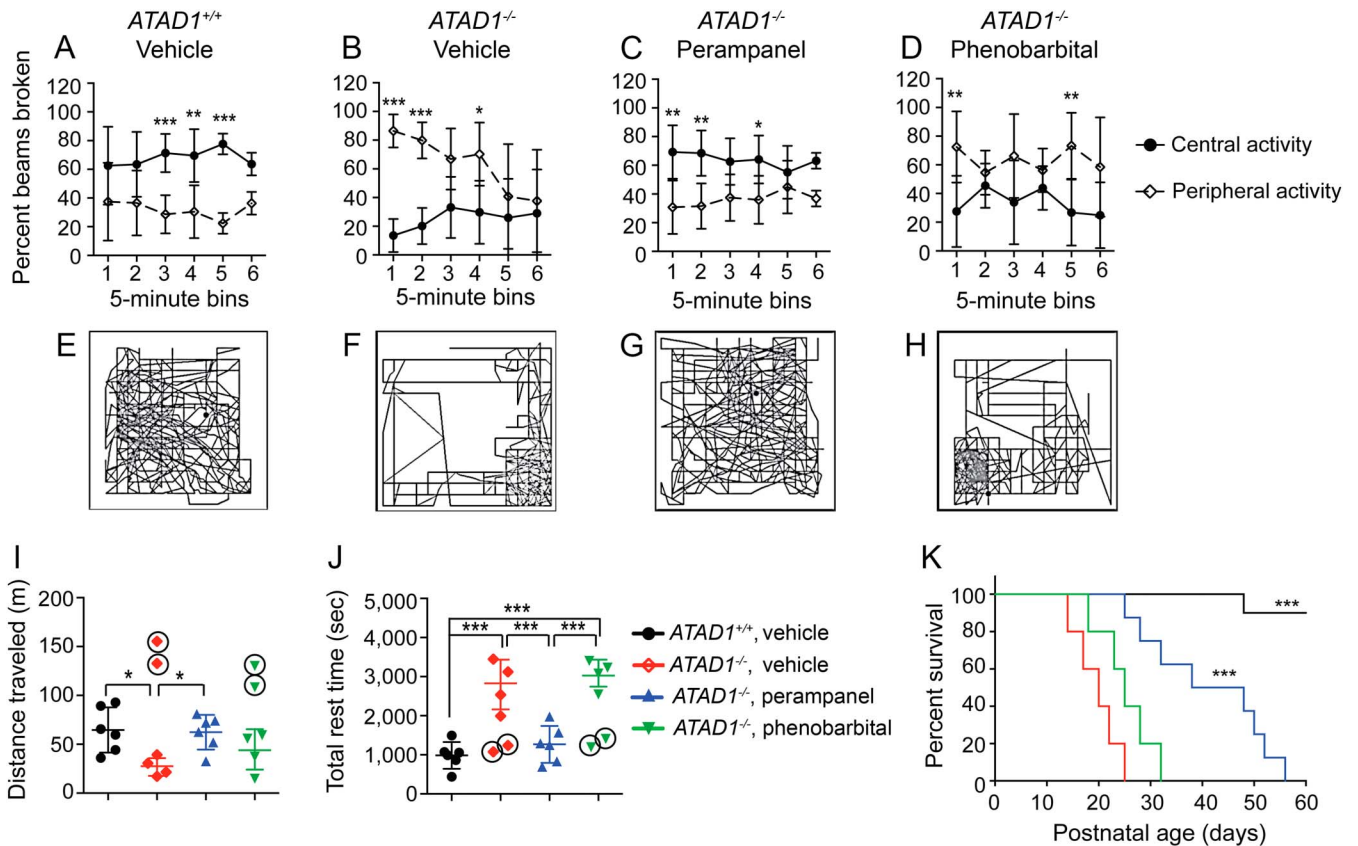 ATAD1+/+
Vehicle
ATAD1-/-
Vehicle
ATAD1-/-
Perampanel
ATAD1-/-
Phenobarbital
A
B
C
D
Percent beams broken
120
100
80
60
40
20
0
*** ** ***
1 2 3 4 5 6
5-minute bins
120
100
80
60
40
20
0
*** *** *
1 2 3 4 5 6
5-minute bins
120
100
80
60
40
20
0
** ** *
1 2 3 4 5 6
5-minute bins
120
100
80
60
40
20
0
** **
1 2 3 4 5 6
5-minute bins
Central activity
Peripheral activity
E
F
G
H
I
Distance traveled (m)
200
150
100
50
0
* *
J
Total rest time (sec)
5,000
4,000
3,000
2,000
1,000
0
***
*** *** ***
ATAD1+/+, vehicle
ATAD1-/-, vehicle
ATAD1-/-, perampanel
ATAD1-/-, phenobarbital
K
Percent survival
100
80
60
40
20
0
***
***
0 10 20 30 40 50 60
Postnatal age (days)